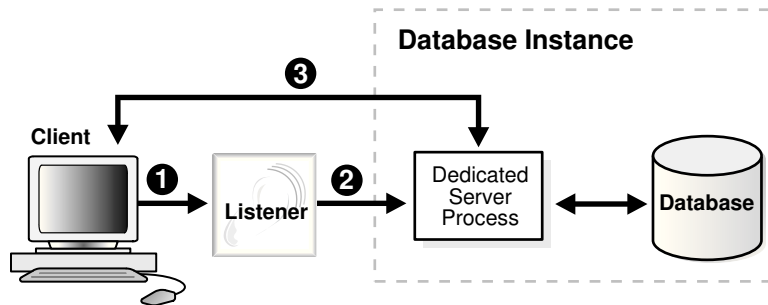 Database Instance
3
Client
1
Listener
2
Dedicated
Server
Process
Database